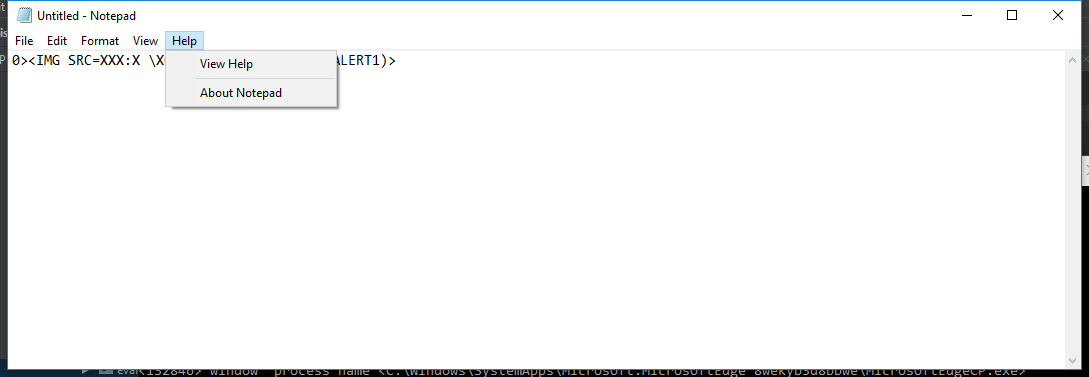 Untitled - Notepad
File Edit Format View Help
0><IMG SRC=XXX:X \X ALERT1)>
View Help
About Notepad
eval<132846> window process name <C:\Windows\SystemApps\Microsoft.MicrosoftEdge_8wekyb3d8bbwe\MicrosoftEdgeCP.exe>